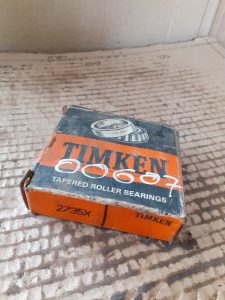 TIMKEN
00607
TAPERED ROLLER BEARINGS
2735X
TIMKEN